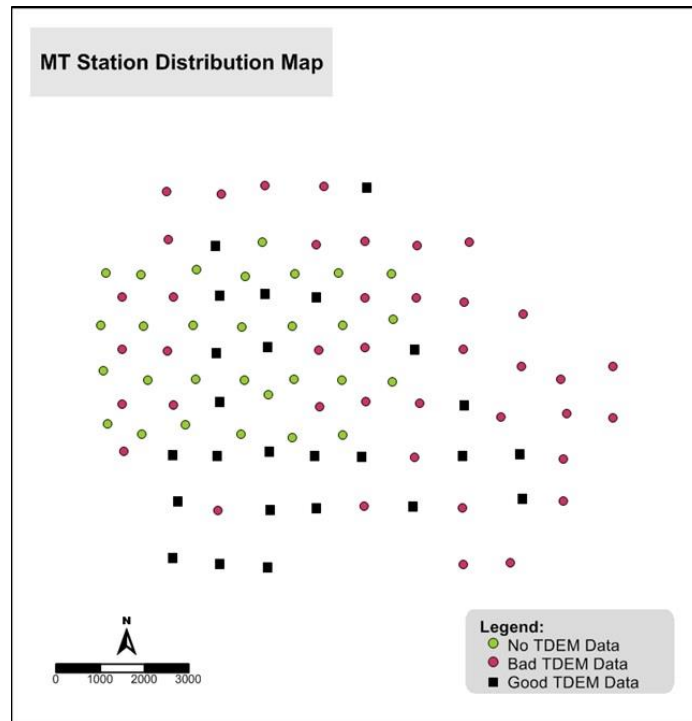 MT Station Distribution Map
N
0 1000 2000 3000
Legend:
No TDEM Data
Bad TDEM Data
Good TDEM Data